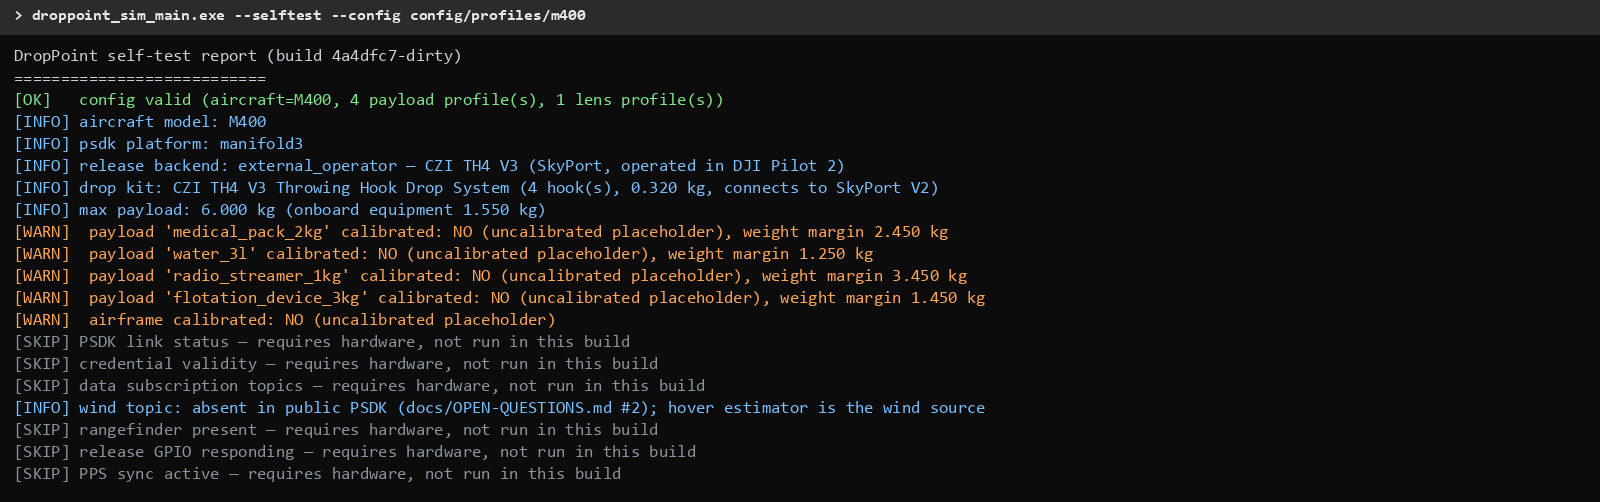 > droppoint_sim_main.exe --selftest --config config/profiles/m400
DropPoint self-test report (build 4a4dfc7-dirty)
===========================
[OK]   config valid (aircraft=M400, 4 payload profile(s), 1 lens profile(s))
[INFO] aircraft model: M400
[INFO] psdk platform: manifold3
[INFO] release backend: external_operator — CZI TH4 V3 (SkyPort, operated in DJI Pilot 2)
[INFO] drop kit: CZI TH4 V3 Throwing Hook Drop System (4 hook(s), 0.320 kg, connects to SkyPort V2)
[INFO] max payload: 6.000 kg (onboard equipment 1.550 kg)
[WARN]  payload 'medical_pack_2kg' calibrated: NO (uncalibrated placeholder), weight margin 2.450 kg
[WARN]  payload 'water_3l' calibrated: NO (uncalibrated placeholder), weight margin 1.250 kg
[WARN]  payload 'radio_streamer_1kg' calibrated: NO (uncalibrated placeholder), weight margin 3.450 kg
[WARN]  payload 'flotation_device_3kg' calibrated: NO (uncalibrated placeholder), weight margin 1.450 kg
[WARN]  airframe calibrated: NO (uncalibrated placeholder)
[SKIP] PSDK link status — requires hardware, not run in this build
[SKIP] credential validity — requires hardware, not run in this build
[SKIP] data subscription topics — requires hardware, not run in this build
[INFO] wind topic: absent in public PSDK (docs/OPEN-QUESTIONS.md #2); hover estimator is the wind source
[SKIP] rangefinder present — requires hardware, not run in this build
[SKIP] release GPIO responding — requires hardware, not run in this build
[SKIP] PPS sync active — requires hardware, not run in this build